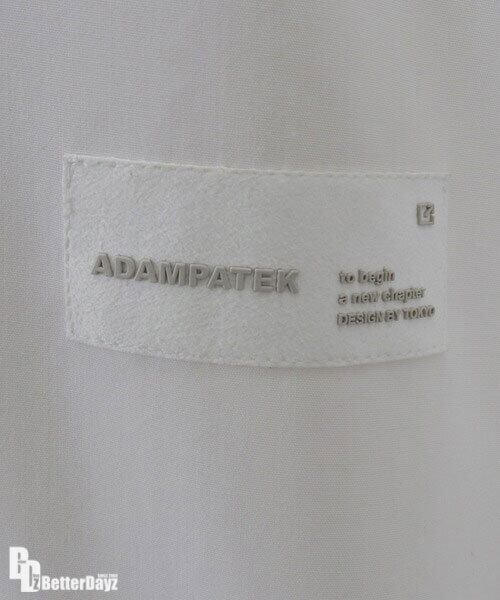 ADAMPATEK
to begin
a new chapter
DESIGN BY TOKYO
BetterDayz